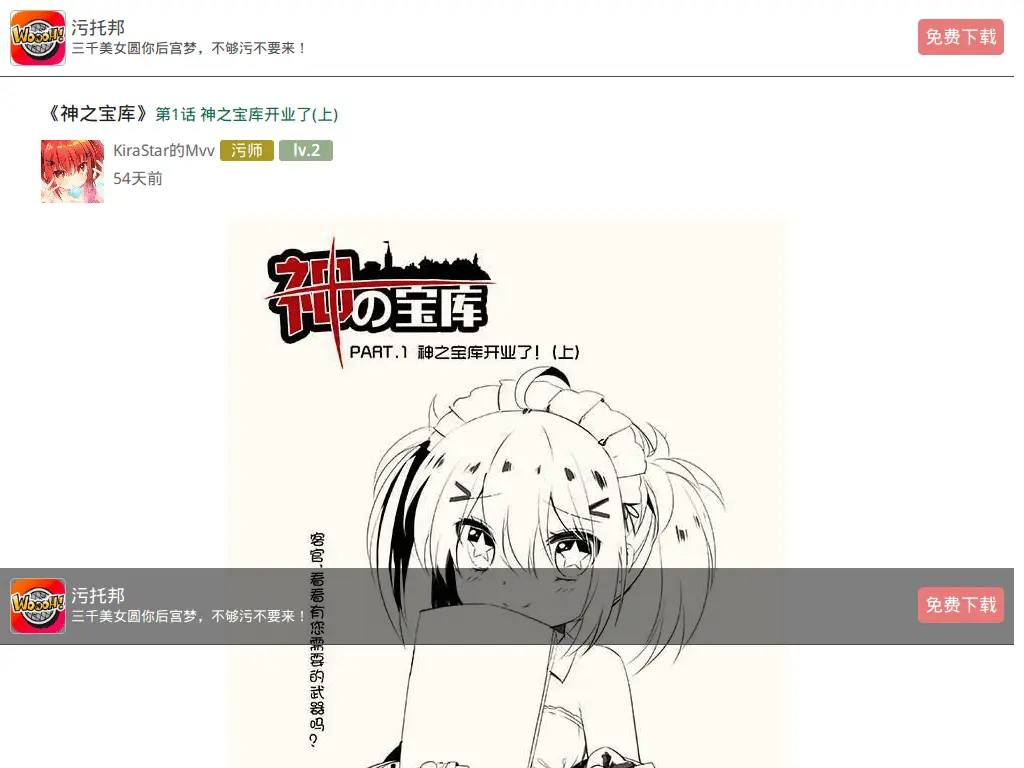 WOOOH!
污托邦
三千美女圆你后宫梦，不够污不要来！
免费下载
《神之宝库》第1话 神之宝库开业了(上)
KiraStar的Mvv 污师 lv.2
54天前
神の宝库
PART.1 神之宝库开业了！(上)
客官,看看有您需要的武器吗?
WOOOH!
污托邦
三千美女圆你后宫梦，不够污不要来！
免费下载